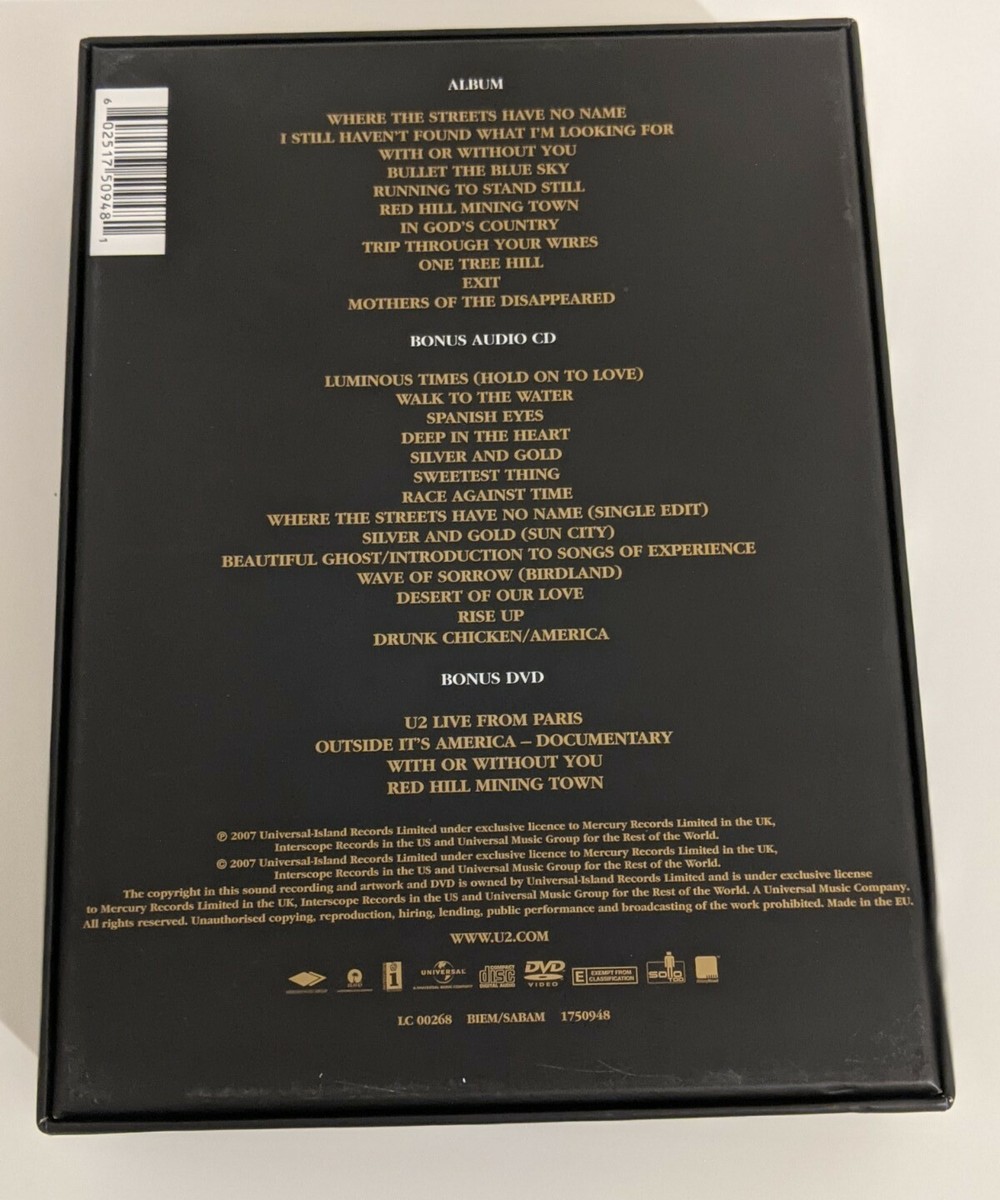 6 02517 50948 1
ALBUM
WHERE THE STREETS HAVE NO NAME
I STILL HAVEN'T FOUND WHAT I'M LOOKING FOR
WITH OR WITHOUT YOU
BULLET THE BLUE SKY
RUNNING TO STAND STILL
RED HILL MINING TOWN
IN GOD'S COUNTRY
TRIP THROUGH YOUR WIRES
ONE TREE HILL
EXIT
MOTHERS OF THE DISAPPEARED
BONUS AUDIO CD
LUMINOUS TIMES (HOLD ON TO LOVE)
WALK TO THE WATER
SPANISH EYES
DEEP IN THE HEART
SILVER AND GOLD
SWEETEST THING
RACE AGAINST TIME
WHERE THE STREETS HAVE NO NAME (SINGLE EDIT)
SILVER AND GOLD (SUN CITY)
BEAUTIFUL GHOST/INTRODUCTION TO SONGS OF EXPERIENCE
WAVE OF SORROW (BIRDLAND)
DESERT OF OUR LOVE
RISE UP
DRUNK CHICKEN/AMERICA
BONUS DVD
U2 LIVE FROM PARIS
OUTSIDE IT'S AMERICA – DOCUMENTARY
WITH OR WITHOUT YOU
RED HILL MINING TOWN
℗ 2007 Universal-Island Records Limited under exclusive licence to Mercury Records Limited in the UK,
Interscope Records in the US and Universal Music Group for the Rest of the World.
© 2007 Universal-Island Records Limited under exclusive licence to Mercury Records Limited in the UK,
Interscope Records in the US and Universal Music Group for the Rest of the World.
The copyright in this sound recording and artwork and DVD is owned by Universal-Island Records Limited and is under exclusive license
to Mercury Records Limited in the UK, Interscope Records in the US and Universal Music Group for the Rest of the World. A Universal Music Company.
All rights reserved. Unauthorised copying, reproduction, hiring, lending, public performance and broadcasting of the work prohibited. Made in the EU.
WWW.U2.COM
i UNIVERSAL COMPACT disc DIGITAL AUDIO DVD VIDEO E EXEMPT FROM CLASSIFICATION
LC 00268 BIEM/SABAM 1750948